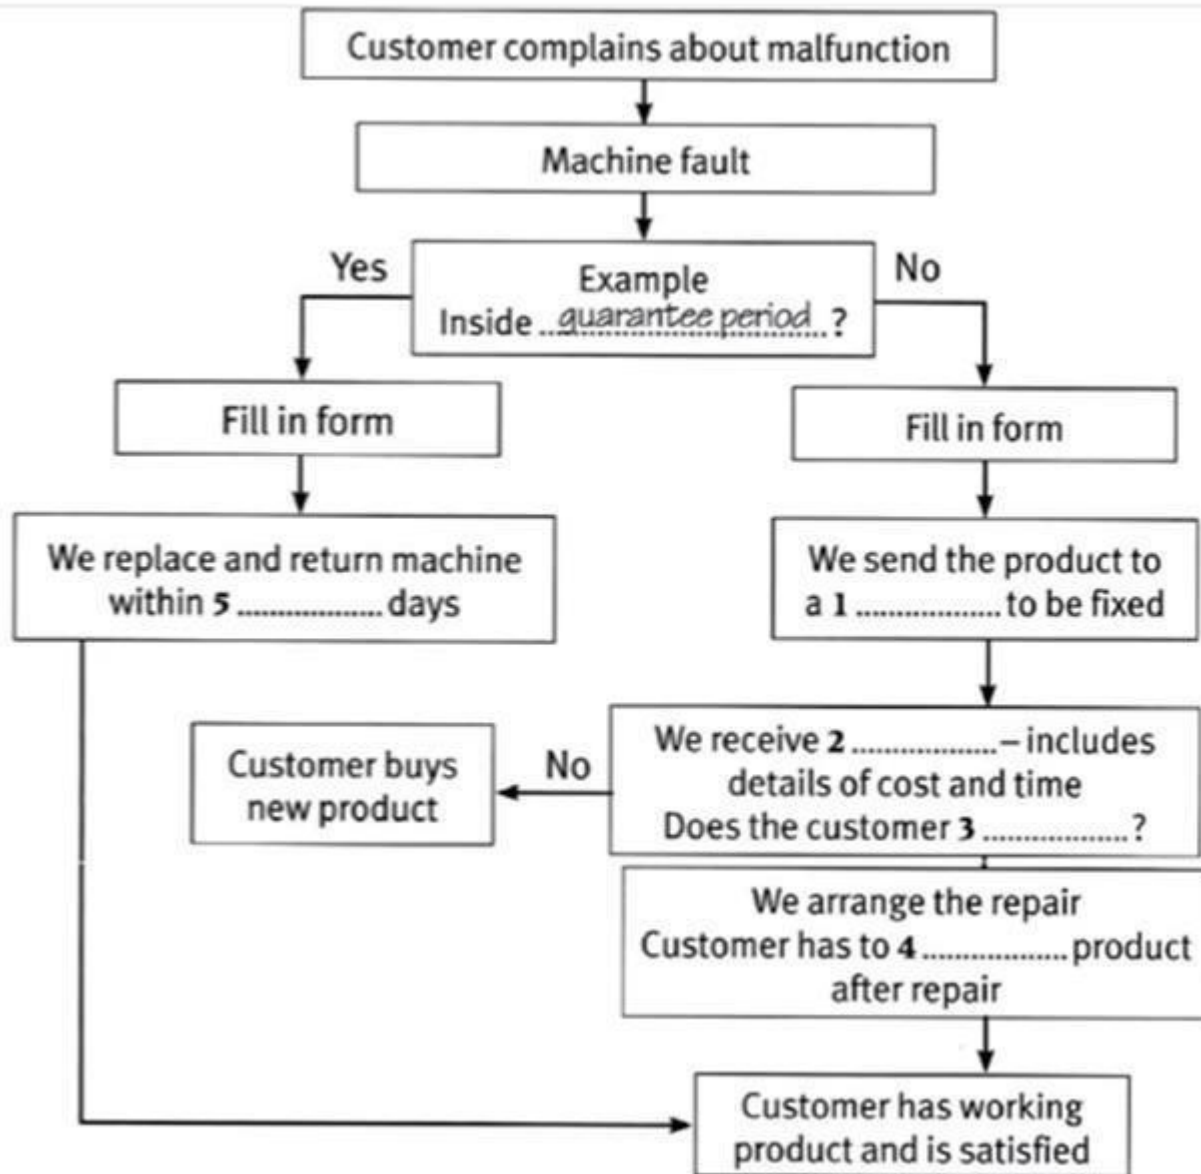 Customer complains about malfunction
Machine fault
Yes
Example
Inside guarantee period ?
No
Fill in form
Fill in form
We replace and return machine
within 5 .................. days
We send the product to
a 1 .................. to be fixed
We receive 2 .................. – includes
details of cost and time
Does the customer 3 .................. ?
No
Customer buys
new product
We arrange the repair
Customer has to 4 .................. product
after repair
Customer has working
product and is satisfied